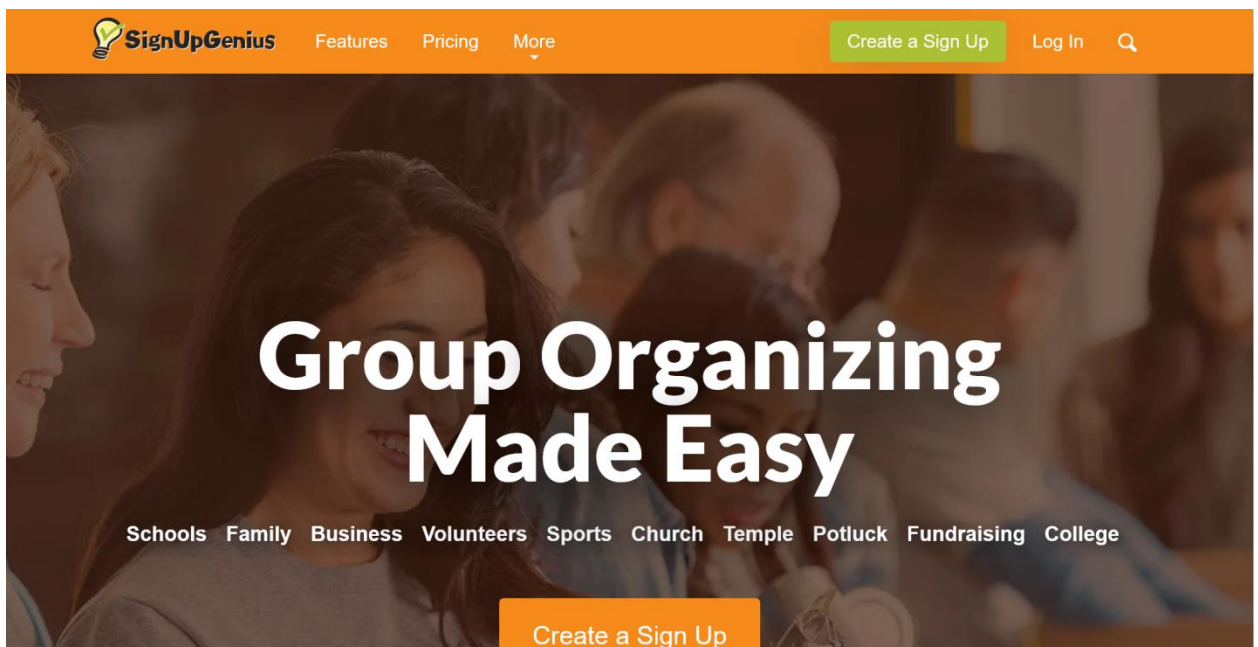 SignUpGenius Features Pricing More Create a Sign Up Log In
Group Organizing
Made Easy
Schools Family Business Volunteers Sports Church Temple Potluck Fundraising College
Create a Sign Up